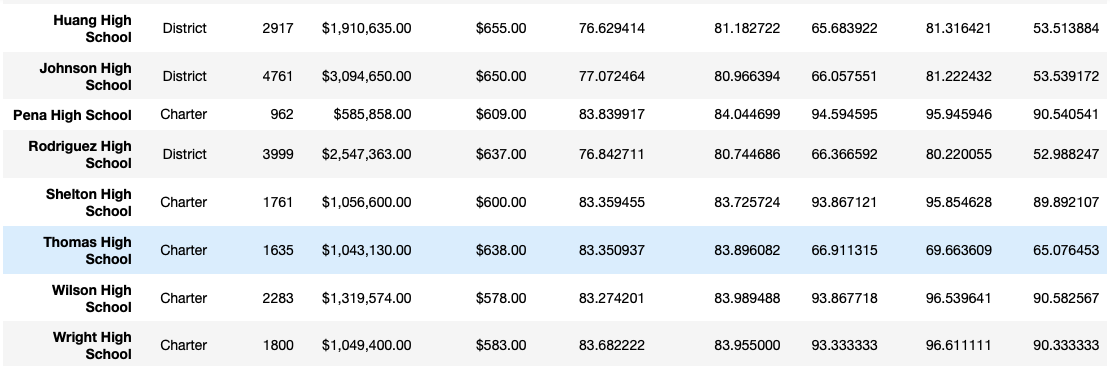 Huang High School District 2917 $1,910,635.00 $655.00 76.629414 81.182722 65.683922 81.316421 53.513884
Johnson High School District 4761 $3,094,650.00 $650.00 77.072464 80.966394 66.057551 81.222432 53.539172
Pena High School Charter 962 $585,858.00 $609.00 83.839917 84.044699 94.594595 95.945946 90.540541
Rodriguez High School District 3999 $2,547,363.00 $637.00 76.842711 80.744686 66.366592 80.220055 52.988247
Shelton High School Charter 1761 $1,056,600.00 $600.00 83.359455 83.725724 93.867121 95.854628 89.892107
Thomas High School Charter 1635 $1,043,130.00 $638.00 83.350937 83.896082 66.911315 69.663609 65.076453
Wilson High School Charter 2283 $1,319,574.00 $578.00 83.274201 83.989488 93.867718 96.539641 90.582567
Wright High School Charter 1800 $1,049,400.00 $583.00 83.682222 83.955000 93.333333 96.611111 90.333333